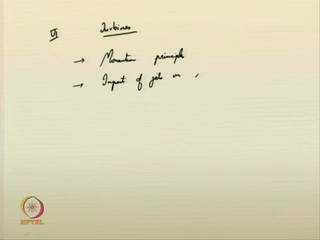 VI Turbines
→ Momentum principle
→ Impact of jets on
NPTEL